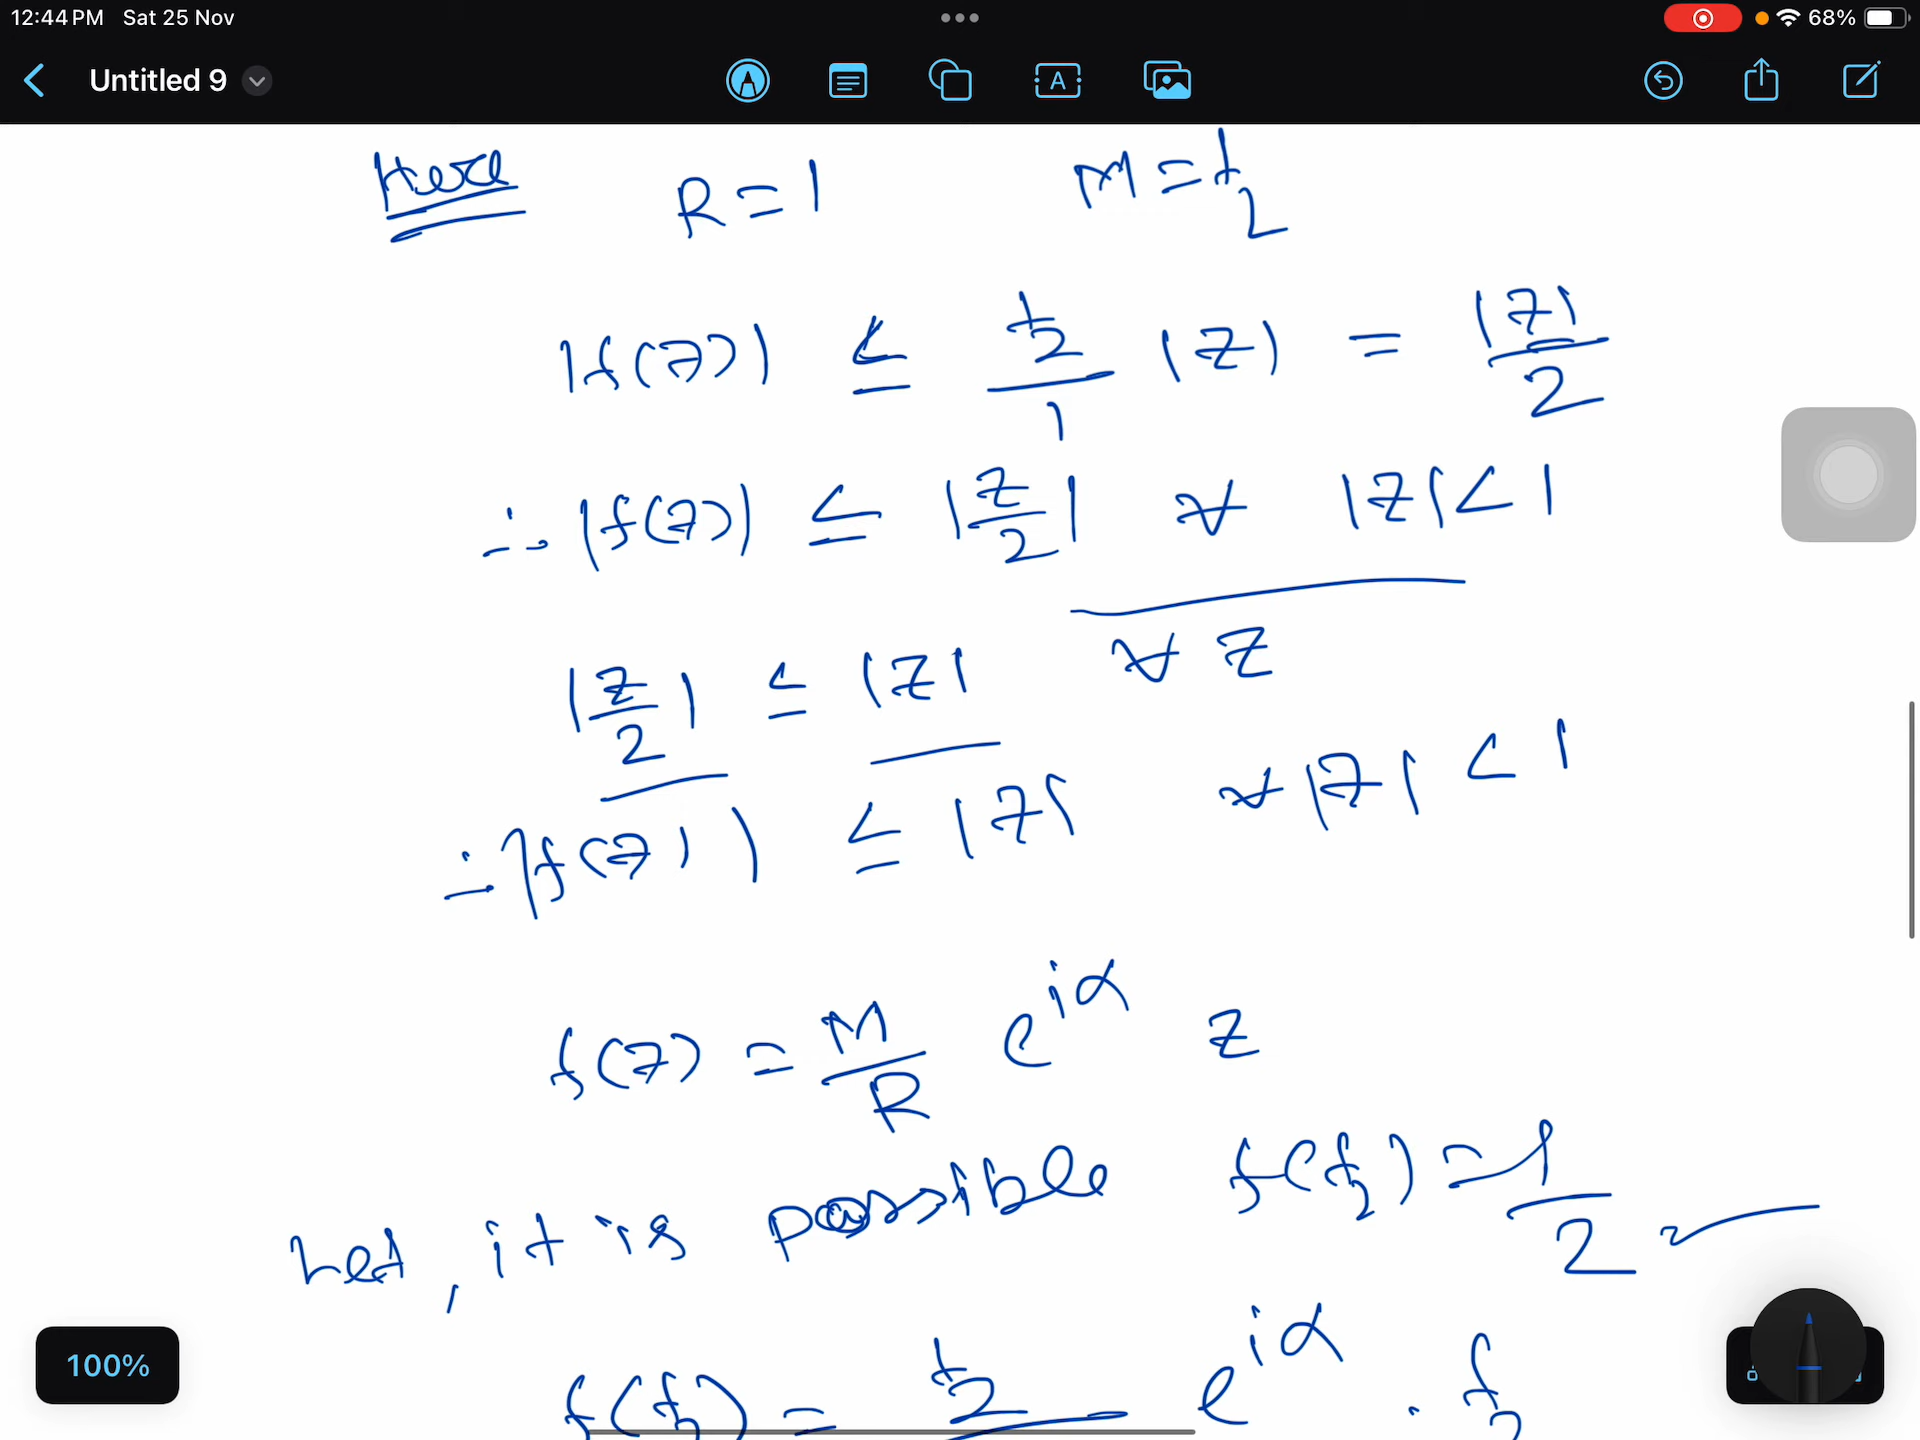 12:44 PM Sat 25 Nov 68%
Untitled 9
A
Here R = 1 M = 1/2
|f(z)| ≤ (1/2)/1 |z| = |z|/2
∴ |f(z)| ≤ |z/2| ∀ |z| < 1
|z/2| ≤ |z| ∀ z
∴ |f(z)| ≤ |z| ∀ |z| < 1
f(z) = M/R e^{iα} z
Let, it is possible f(1/2) = 1/2
f(1/2) = 1/2 e^{iα} . 1/2
100%